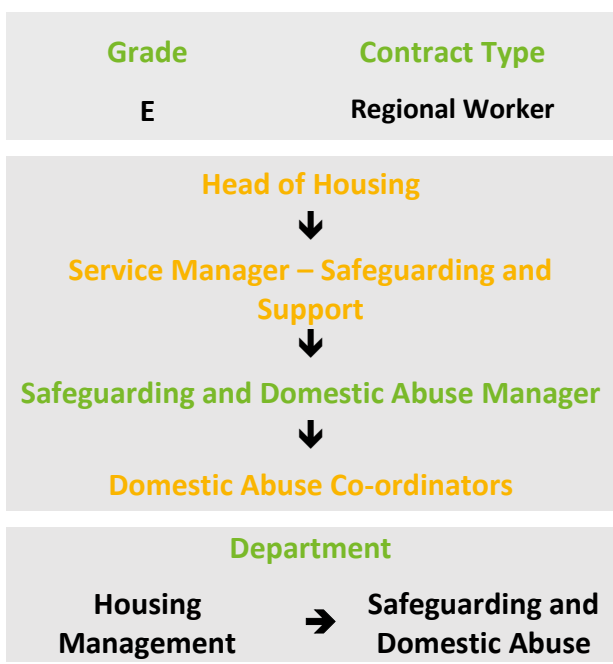 Grade Contract Type
E Regional Worker
Head of Housing
↓
Service Manager – Safeguarding and
Support
↓
Safeguarding and Domestic Abuse Manager
↓
Domestic Abuse Co-ordinators
Department
Housing ➔ Safeguarding and
Management Domestic Abuse